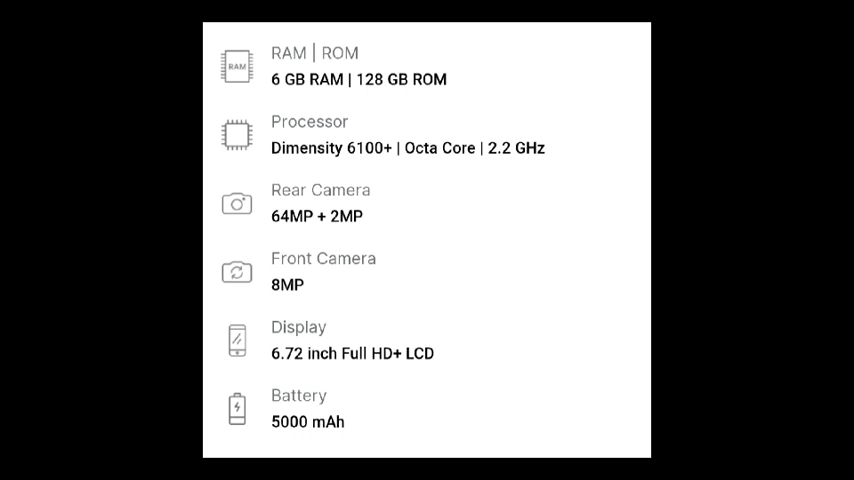 RAM | ROM
RAM
6 GB RAM | 128 GB ROM
Processor
Dimensity 6100+ | Octa Core | 2.2 GHz
Rear Camera
64MP + 2MP
Front Camera
8MP
Display
6.72 inch Full HD+ LCD
Battery
5000 mAh